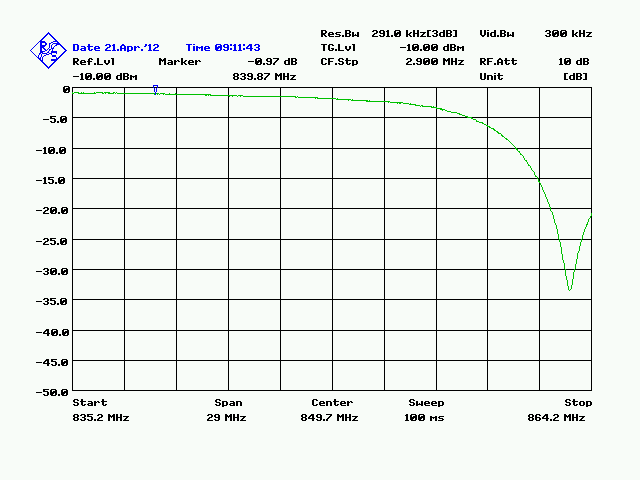 Res.Bw 291.0 kHz[3dB] Vid.Bw 300 kHz
Date 21.Apr.'12 Time 09:11:43 TG.Lvl -10.00 dBm
Ref.Lvl Marker -0.97 dB CF.Stp 2.900 MHz RF.Att 10 dB
-10.00 dBm 839.87 MHz Unit [dB]
0
-5.0
-10.0
-15.0
-20.0
-25.0
-30.0
-35.0
-40.0
-45.0
-50.0
Start Span Center Sweep Stop
835.2 MHz 29 MHz 849.7 MHz 100 ms 864.2 MHz